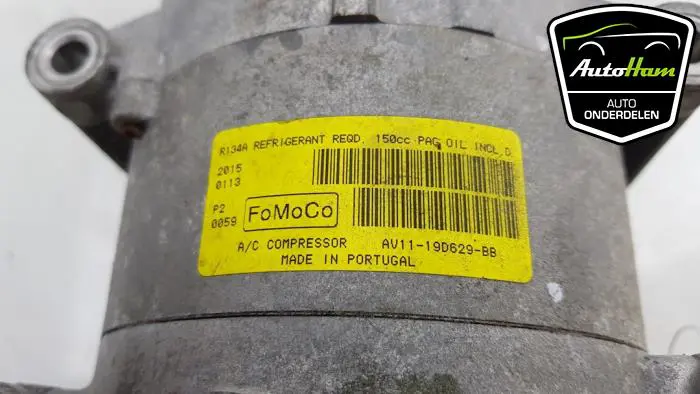 AutoHam
AUTO
ONDERDELEN
R134A REFRIGERANT REQD. 150cc PAG OIL INCL.D
2015
0113
P2
0059
FoMoCo
A/C COMPRESSOR AV11-19D629-BB
MADE IN PORTUGAL